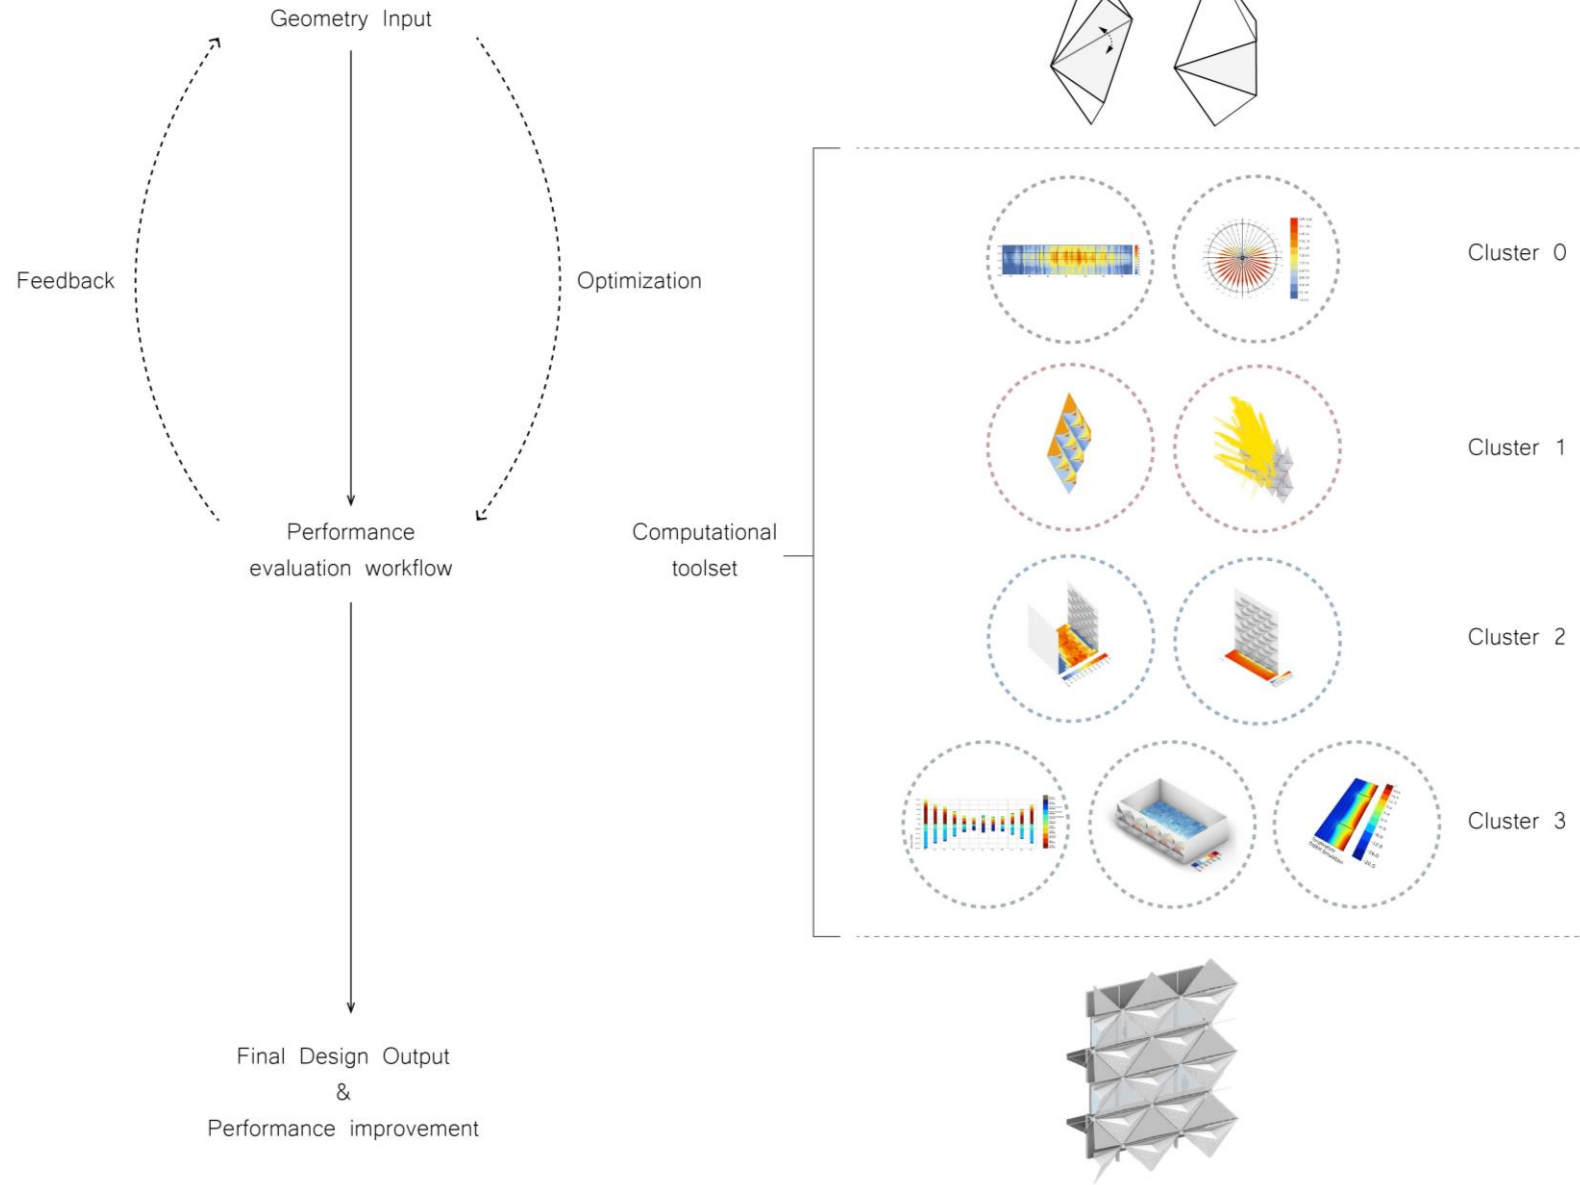 Geometry Input
Feedback
Optimization
Performance
evaluation workflow
Computational
toolset
Final Design Output
&
Performance improvement
Cluster 0
Cluster 1
Cluster 2
Cluster 3